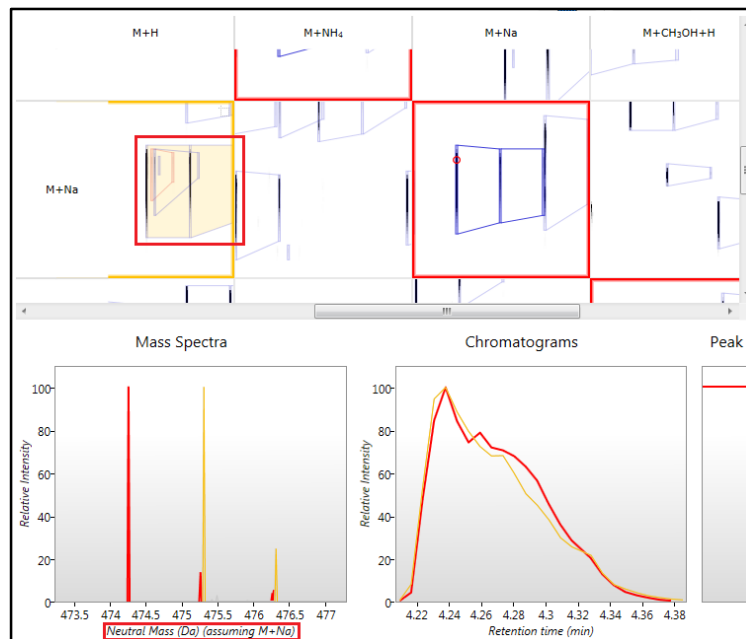 M+H M+NH₄ M+Na M+CH₃OH+H
M+Na
Mass Spectra Chromatograms Peak
100 100
80 80
60 60
40 40
20 20
0 0
Relative Intensity Relative Intensity
473.5 474 474.5 475 475.5 476 476.5 477 4.22 4.24 4.26 4.28 4.30 4.32 4.34 4.36 4.38
Neutral Mass (Da) (assuming M+Na) Retention time (min)